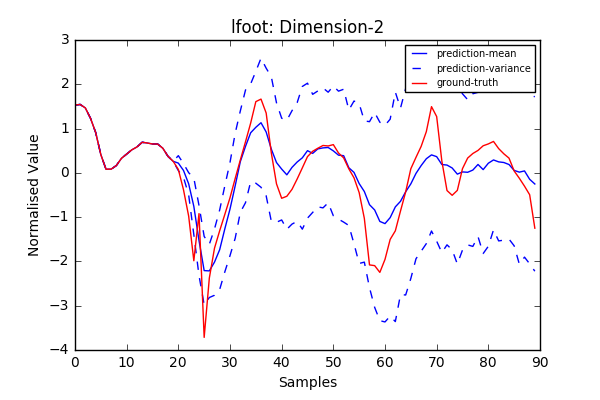 lfoot: Dimension-2
prediction-mean
prediction-variance
ground-truth
Normalised Value
3
2
1
0
−1
−2
−3
−4
0 10 20 30 40 50 60 70 80 90
Samples